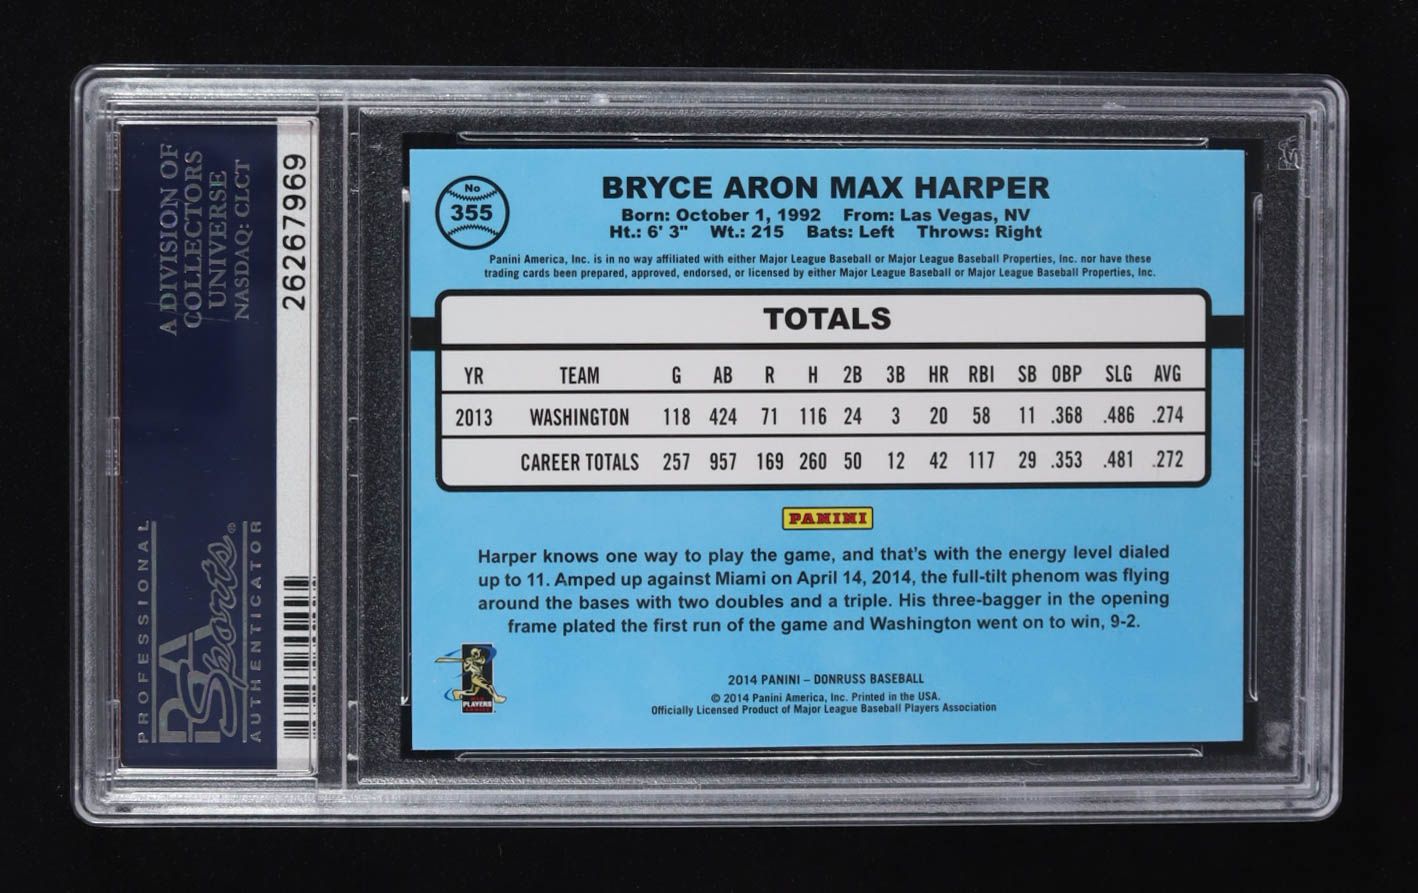 A DIVISION OF
COLLECTORS
UNIVERSE
NASDAQ: CLCT
26267969
PROFESSIONAL
PSA
Sports®
AUTHENTICATOR
No
355
BRYCE ARON MAX HARPER
Born: October 1, 1992 From: Las Vegas, NV
Ht.: 6' 3" Wt.: 215 Bats: Left Throws: Right
Panini America, Inc. is in no way affiliated with either Major League Baseball or Major League Baseball Properties, Inc. nor have these
trading cards been prepared, approved, endorsed, or licensed by either Major League Baseball or Major League Baseball Properties, Inc.
TOTALS
YR TEAM G AB R H 2B 3B HR RBI SB OBP SLG AVG
2013 WASHINGTON 118 424 71 116 24 3 20 58 11 .368 .486 .274
CAREER TOTALS 257 957 169 260 50 12 42 117 29 .353 .481 .272
PANINI
Harper knows one way to play the game, and that's with the energy level dialed
up to 11. Amped up against Miami on April 14, 2014, the full-tilt phenom was flying
around the bases with two doubles and a triple. His three-bagger in the opening
frame plated the first run of the game and Washington went on to win, 9-2.
PLAYERS
2014 PANINI – DONRUSS BASEBALL
© 2014 Panini America, Inc. Printed in the USA.
Officially Licensed Product of Major League Baseball Players Association